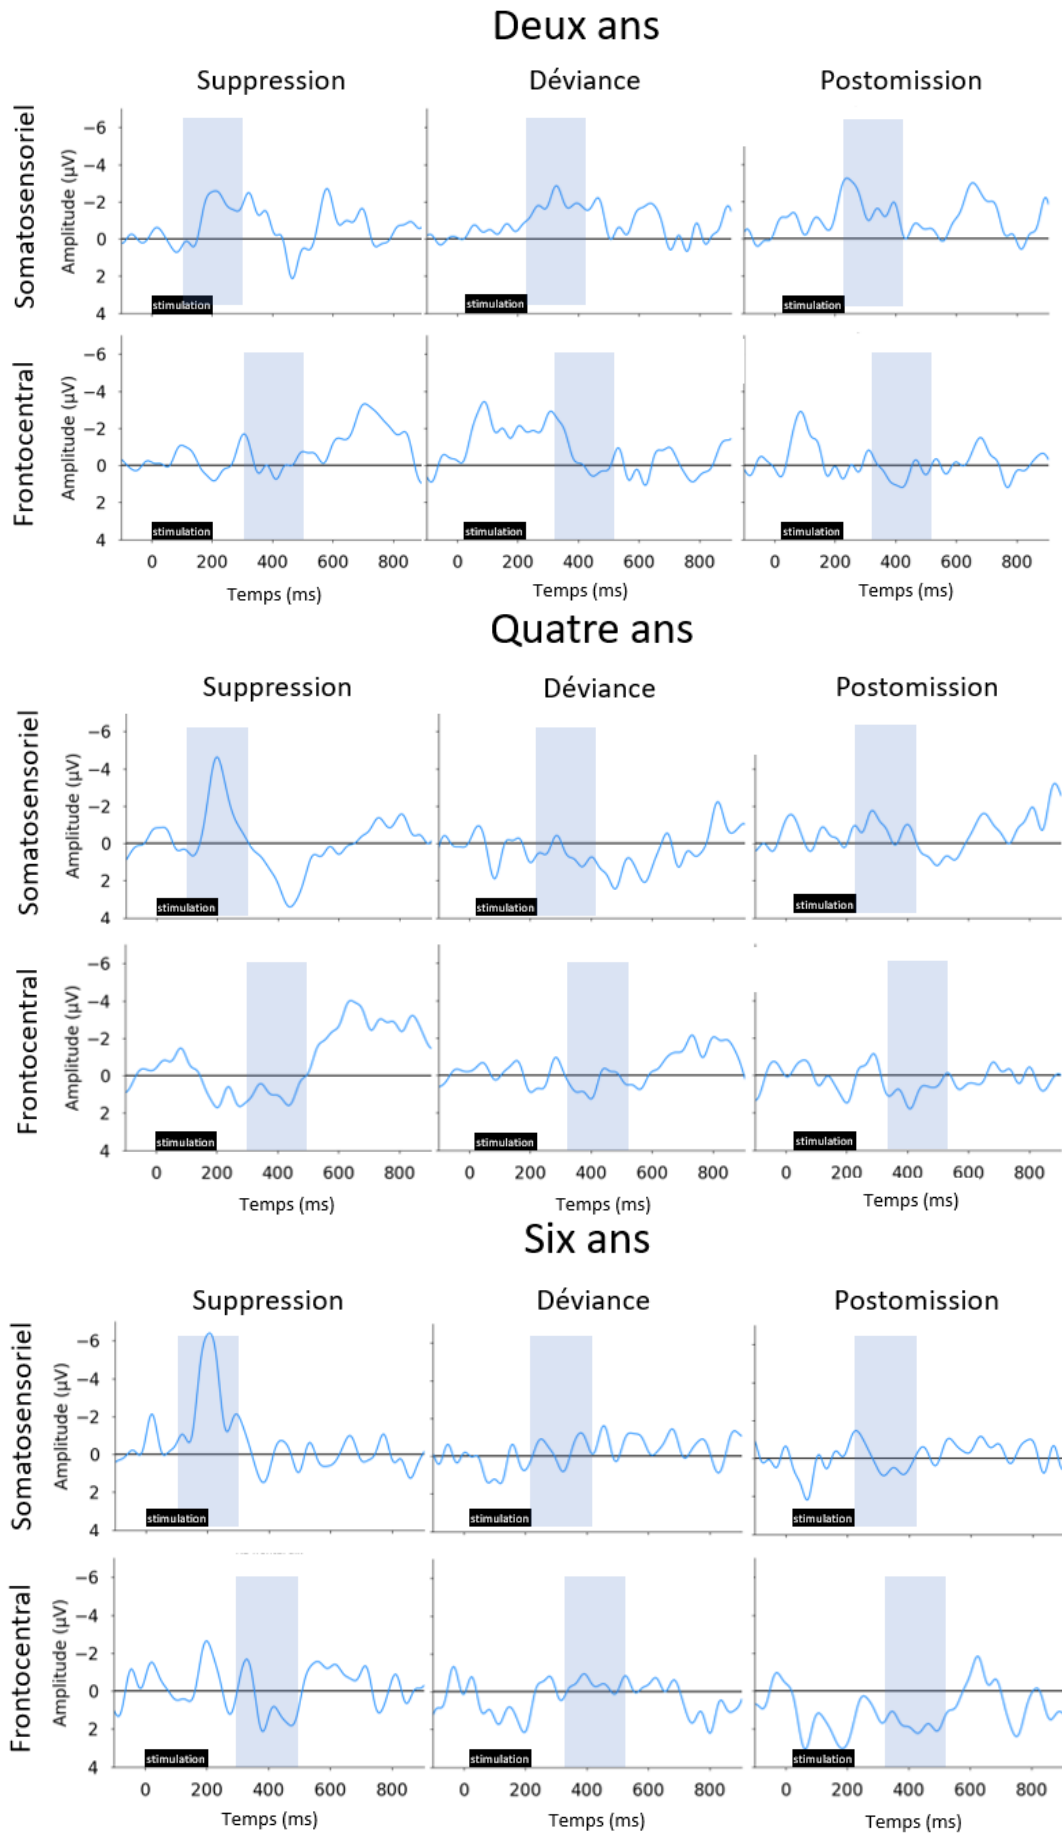 Deux ans
Suppression Déviance Postomission
Somatosensoriel
Amplitude (µV)
−6
−4
−2
0
2
4
stimulation stimulation stimulation
Frontocentral
Amplitude (µV)
−6
−4
−2
0
2
4
stimulation stimulation stimulation
0 200 400 600 800 0 200 400 600 800 0 200 400 600 800
Temps (ms) Temps (ms) Temps (ms)
Quatre ans
Suppression Déviance Postomission
Somatosensoriel
Amplitude (µV)
−6
−4
−2
0
2
4
stimulation stimulation stimulation
Frontocentral
Amplitude (µV)
−6
−4
−2
0
2
4
stimulation stimulation stimulation
0 200 400 600 800 0 200 400 600 800 0 200 400 600 800
Temps (ms) Temps (ms) Temps (ms)
Six ans
Suppression Déviance Postomission
Somatosensoriel
Amplitude (µV)
−6
−4
−2
0
2
4
stimulation stimulation stimulation
Frontocentral
Amplitude (µV)
−6
−4
−2
0
2
4
stimulation stimulation stimulation
0 200 400 600 800 0 200 400 600 800 0 200 400 600 800
Temps (ms) Temps (ms) Temps (ms)